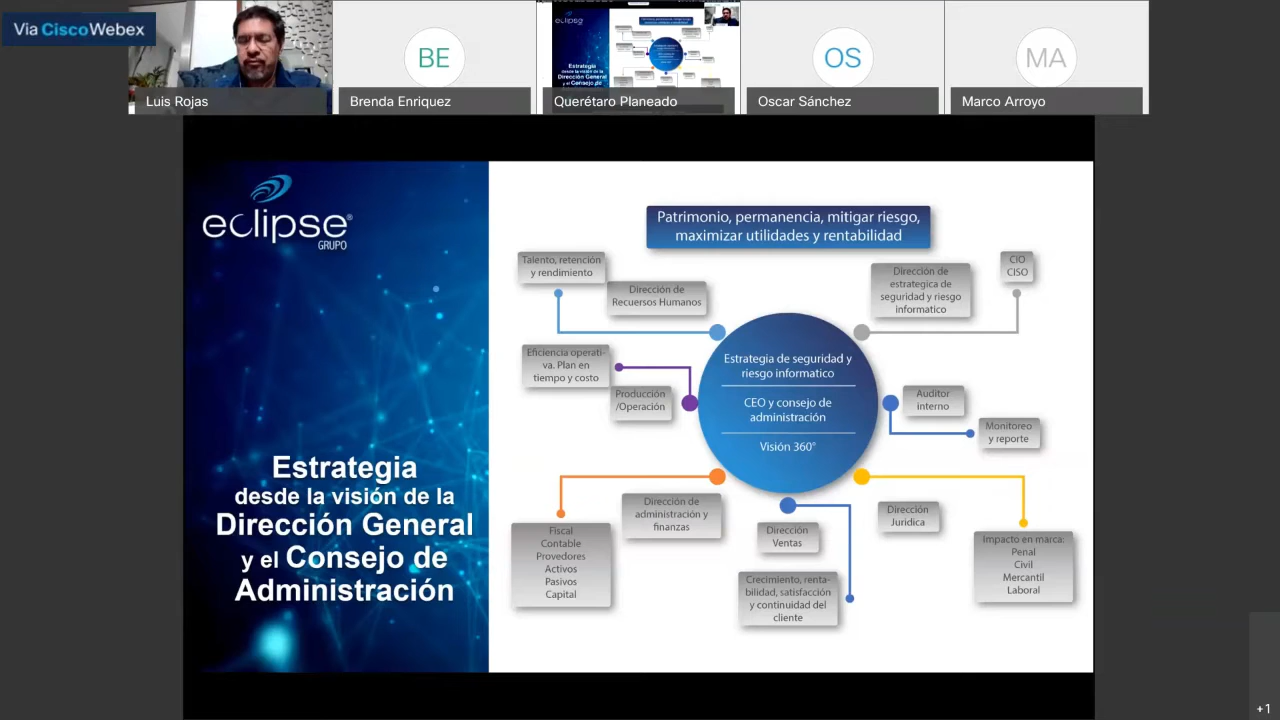 Via Cisco Webex
Luis Rojas
BE
Brenda Enriquez
Querétaro Planeado
OS
Oscar Sánchez
MA
Marco Arroyo
eclipse®
GRUPO
Estrategia
desde la visión de la
Dirección General
y el Consejo de
Administración
Patrimonio, permanencia, mitigar riesgo,
maximizar utilidades y rentabilidad
Talento, retención
y rendimiento
Dirección de
Recuersos Humanos
Dirección de
estrategica de
seguridad y riesgo
informatico
CIO
CISO
Eficiencia operati-
va. Plan en
tiempo y costo
Producción
/Operación
Estrategia de seguridad y
riesgo informatico
CEO y consejo de
administración
Visión 360°
Auditor
interno
Monitoreo
y reporte
Dirección de
administración y
finanzas
Fiscal
Contable
Provedores
Activos
Pasivos
Capital
Dirección
Ventas
Crecimiento, renta-
bilidad, satisfacción
y continuidad del
cliente
Dirección
Juridica
Impacto en marca:
Penal
Civil
Mercantil
Laboral
+1